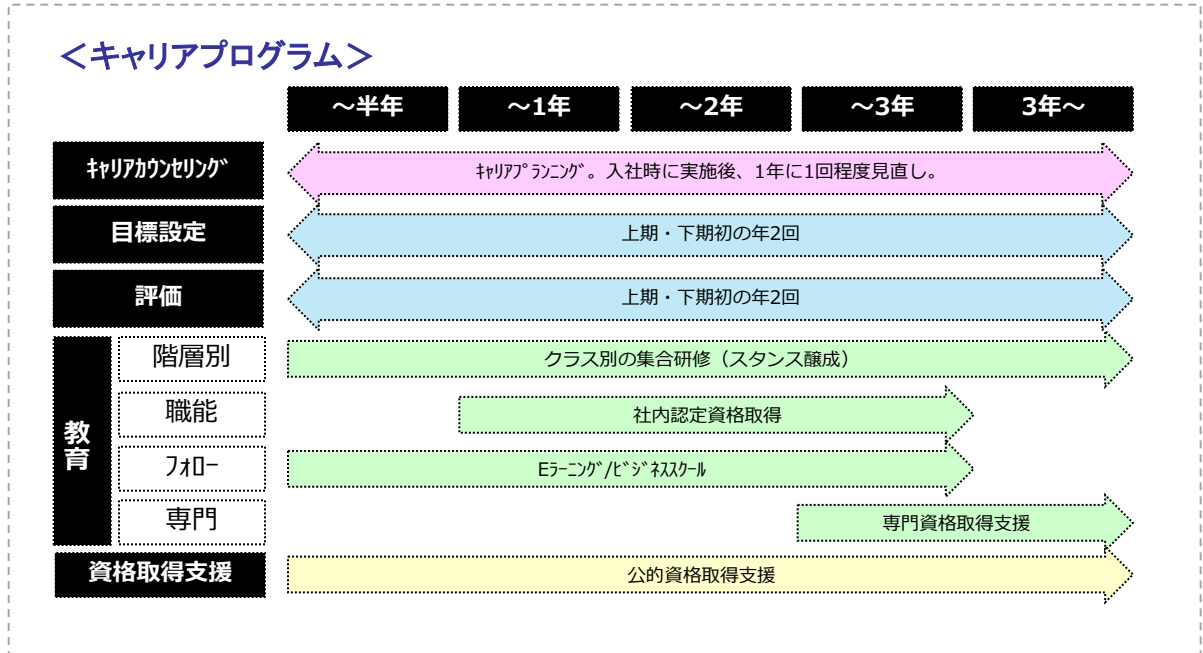 ＜キャリアプログラム＞
～半年 ～1年 ～2年 ～3年 3年～
ｷｬﾘｱｶｳﾝｾﾘﾝｸﾞ
ｷｬﾘｱﾌﾟﾗﾝﾆﾝｸﾞ。入社時に実施後、1年に1回程度見直し。
目標設定
上期・下期初の年2回
評価
上期・下期初の年2回
教育
階層別
クラス別の集合研修（スタンス醸成）
職能
社内認定資格取得
ﾌｫﾛｰ
Eﾗｰﾆﾝｸﾞ/ﾋﾞｼﾞﾈｽｽｸｰﾙ
専門
専門資格取得支援
資格取得支援
公的資格取得支援